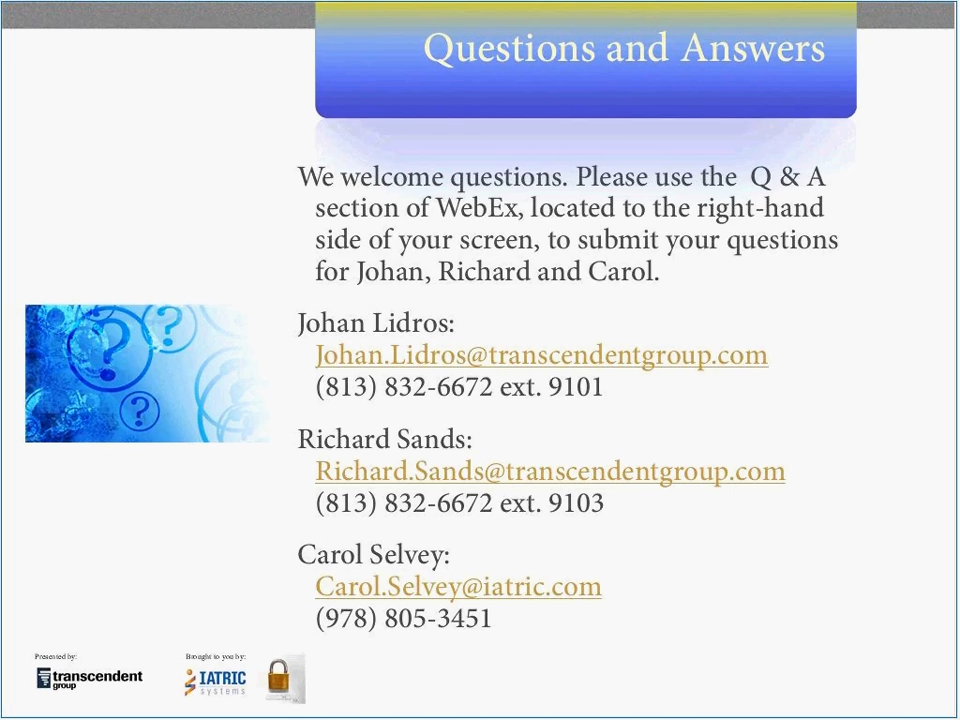 Questions and Answers
We welcome questions. Please use the Q & A
section of WebEx, located to the right-hand
side of your screen, to submit your questions
for Johan, Richard and Carol.
Johan Lidros:
Johan.Lidros@transcendentgroup.com
(813) 832-6672 ext. 9101
Richard Sands:
Richard.Sands@transcendentgroup.com
(813) 832-6672 ext. 9103
Carol Selvey:
Carol.Selvey@iatric.com
(978) 805-3451
? ? ?
Presented by:
transcendent
group
Brought to you by:
IATRIC
systems